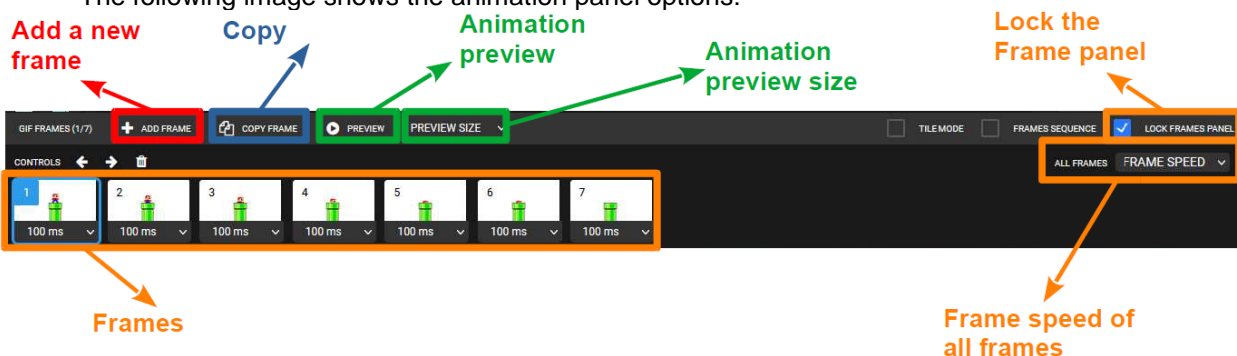 The following image shows the animation panel options:
Add a new
frame
Copy
Animation
preview
Animation
preview size
Lock the
Frame panel
GIF FRAMES (1/7)
ADD FRAME
COPY FRAME
PREVIEW
PREVIEW SIZE
TILE MODE
FRAMES SEQUENCE
LOCK FRAMES PANEL
CONTROLS
ALL FRAMES
FRAME SPEED
1
2
3
4
5
6
7
100 ms
100 ms
100 ms
100 ms
100 ms
100 ms
100 ms
Frames
Frame speed of
all frames